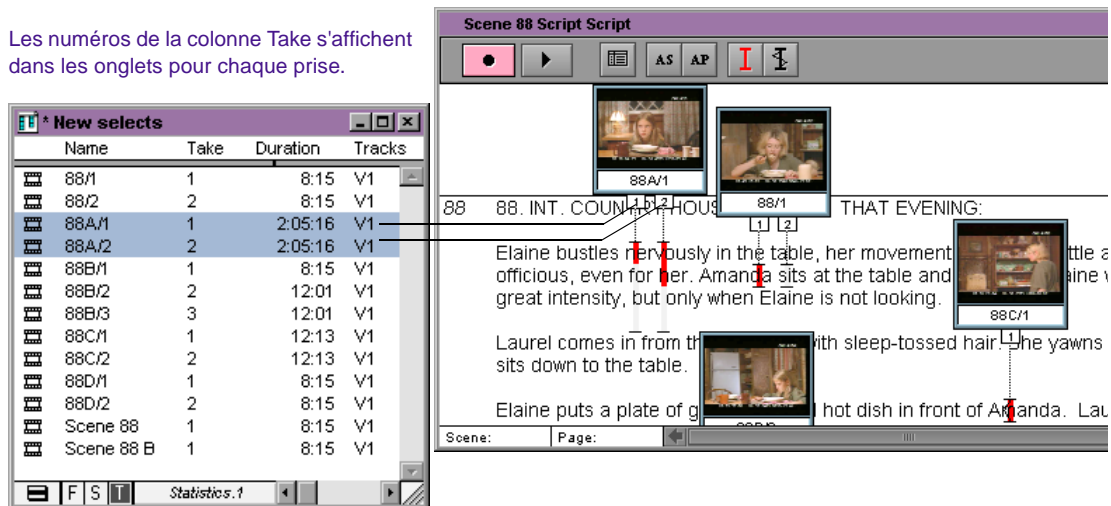 Les numéros de la colonne Take s'affichent
dans les onglets pour chaque prise.
* New selects
Name Take Duration Tracks
88/1 1 8:15 V1
88/2 2 8:15 V1
88A/1 1 2:05:16 V1
88A/2 2 2:05:16 V1
88B/1 1 8:15 V1
88B/2 2 12:01 V1
88B/3 3 12:01 V1
88C/1 1 12:13 V1
88C/2 2 12:13 V1
88D/1 1 8:15 V1
88D/2 2 8:15 V1
Scene 88 1 8:15 V1
Scene 88 B 1 8:15 V1
F S T Statistics.1
Scene 88 Script Script
AS AP
88A/1
1 2
88/1
1 2
88 88. INT. COUNTRY HOUS THAT EVENING:
Elaine bustles nervously in the table, her movement ttle a
officious, even for her. Amanda sits at the table and aine w
great intensity, but only when Elaine is not looking.
88C/1
1
Laurel comes in from th with sleep-tossed hair. She yawns
sits down to the table.
Elaine puts a plate of g hot dish in front of Amanda. Lau
Scene: Page: